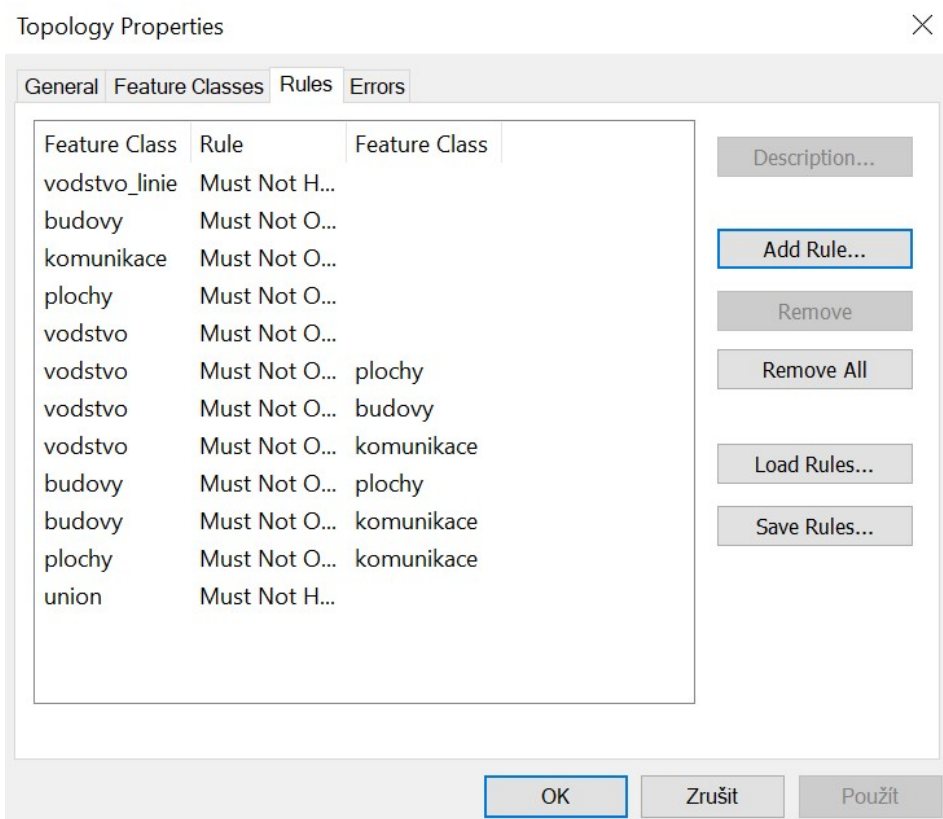 Topology Properties
General Feature Classes Rules Errors
Feature Class Rule Feature Class
vodstvo_linie Must Not H...
budovy Must Not O...
komunikace Must Not O...
plochy Must Not O...
vodstvo Must Not O...
vodstvo Must Not O... plochy
vodstvo Must Not O... budovy
vodstvo Must Not O... komunikace
budovy Must Not O... plochy
budovy Must Not O... komunikace
plochy Must Not O... komunikace
union Must Not H...
Description...
Add Rule...
Remove
Remove All
Load Rules...
Save Rules...
OK Zrušit Použít